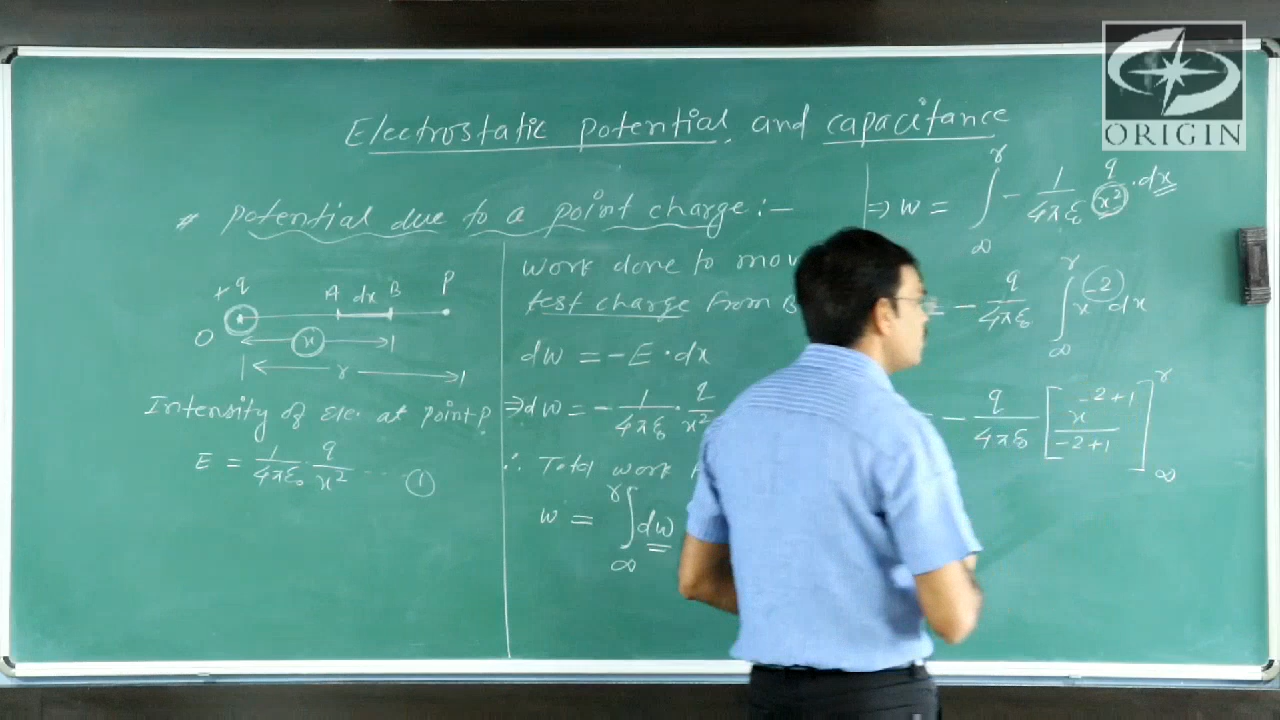 ORIGIN
Electrostatic potential and capacitance
# potential due to a point charge :-
+q A dx B P
O x
r
Intensity of Ele. at point P
E = 1/4πε₀ · q/x² ... ①
Work done to mov
test charge from B
dw = -E · dx
⇒ dw = - 1/4πε₀ · q/x²
∴ Total work
w = ∫_∞^r dw
⇒ w = ∫_∞^r - 1/4πε₀ q/x² · dx
= - q/4πε₀ ∫_∞^r x^-2 dx
= - q/4πε₀ [x^-2+1/-2+1]_∞^r